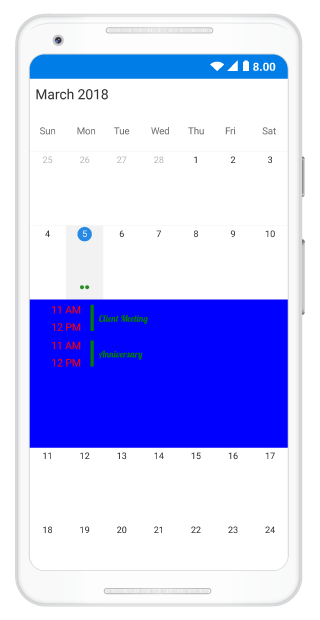 8.00
March 2018
Sun Mon Tue Wed Thu Fri Sat
25 26 27 28 1 2 3
4 5 6 7 8 9 10
11 AM
Client Meeting
12 PM
11 AM
Anniversary
12 PM
11 12 13 14 15 16 17
18 19 20 21 22 23 24